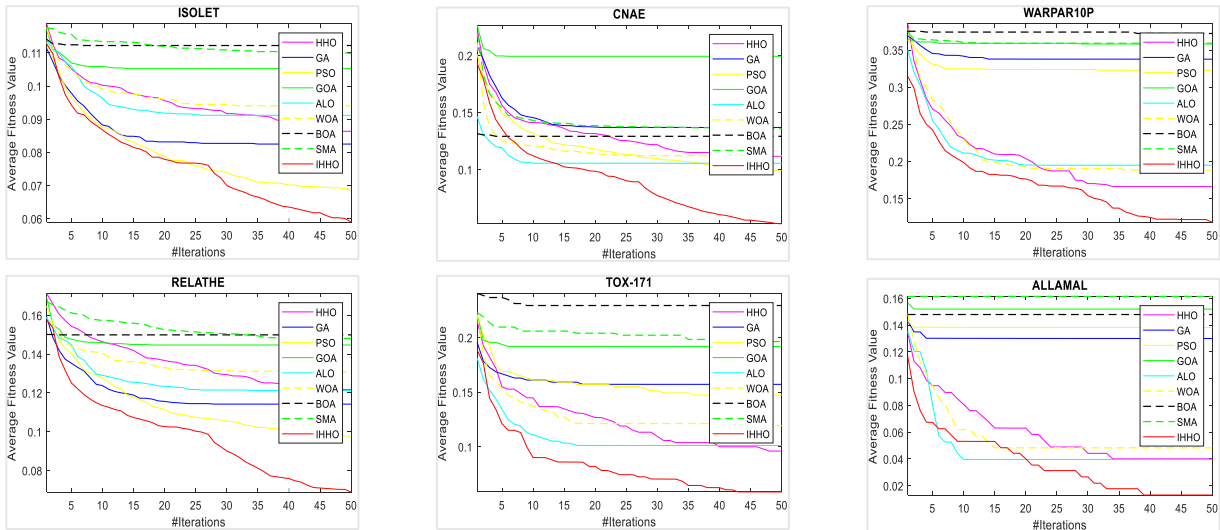 ISOLET
Average Fitness Value
0.11
0.1
0.09
0.08
0.07
0.06
HHO
GA
PSO
GOA
ALO
WOA
BOA
SMA
IHHO
5 10 15 20 25 30 35 40 45 50
#Iterations
CNAE
Average Fitness Value
0.2
0.15
0.1
HHO
GA
PSO
GOA
ALO
WOA
BOA
SMA
IHHO
5 10 15 20 25 30 35 40 45 50
#Iterations
WARPAR10P
Average Fitness Value
0.35
0.3
0.25
0.2
0.15
HHO
GA
PSO
GOA
ALO
WOA
BOA
SMA
IHHO
5 10 15 20 25 30 35 40 45 50
#Iterations
RELATHE
Average Fitness Value
0.16
0.14
0.12
0.1
0.08
HHO
GA
PSO
GOA
ALO
WOA
BOA
SMA
IHHO
5 10 15 20 25 30 35 40 45 50
#Iterations
TOX-171
Average Fitness Value
0.2
0.15
0.1
HHO
GA
PSO
GOA
ALO
WOA
BOA
SMA
IHHO
5 10 15 20 25 30 35 40 45 50
#Iterations
ALLAMAL
Average Fitness Value
0.16
0.14
0.12
0.1
0.08
0.06
0.04
0.02
HHO
GA
PSO
GOA
ALO
WOA
BOA
SMA
IHHO
5 10 15 20 25 30 35 40 45 50
#Iterations